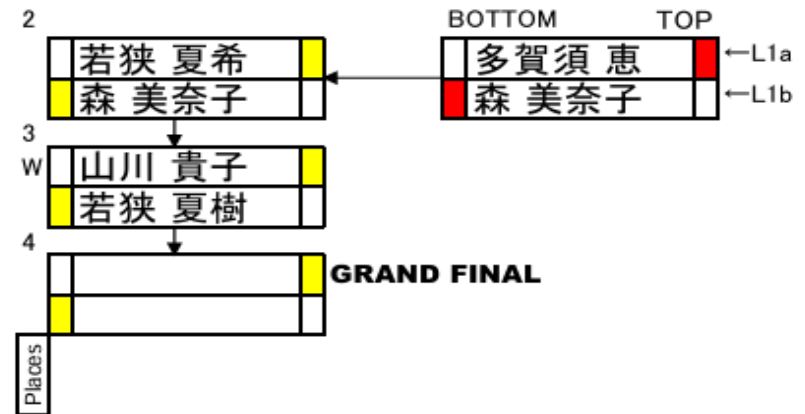 2
BOTTOM TOP
若狭 夏希
多賀須 恵
←L1a
森 美奈子
森 美奈子
←L1b
3
W
山川 貴子
若狭 夏樹
4
GRAND FINAL
Places